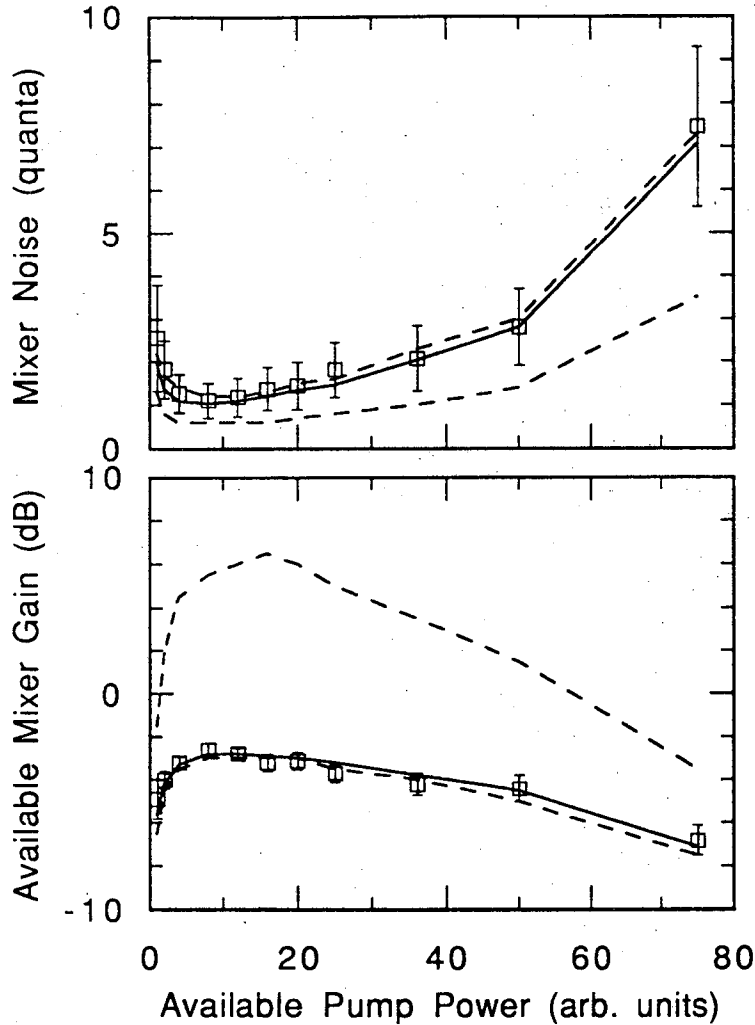 10
5
0
Mixer Noise (quanta)
10
0
-10
Available Mixer Gain (dB)
0 20 40 60 80
Available Pump Power (arb. units)